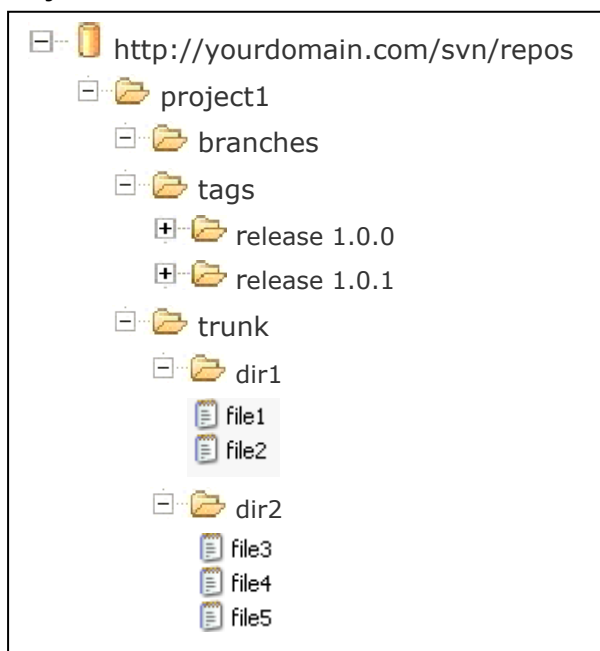 http://yourdomain.com/svn/repos
project1
branches
tags
release 1.0.0
release 1.0.1
trunk
dir1
file1
file2
dir2
file3
file4
file5